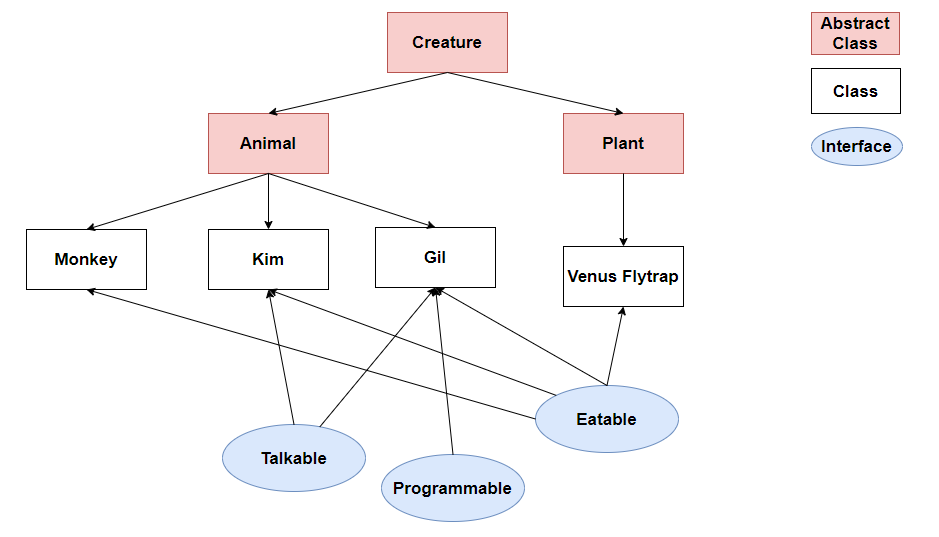 Creature
Abstract
Class
Class
Animal
Plant
Interface
Monkey
Kim
Gil
Venus Flytrap
Eatable
Talkable
Programmable